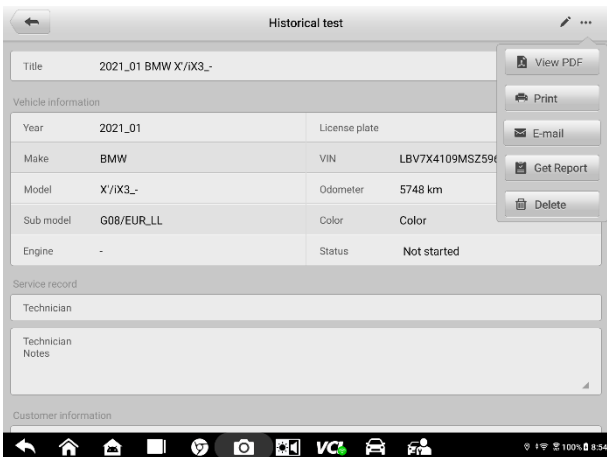 Historical test
Title 2021_01 BMW X'/iX3_-
View PDF
Print
E-mail
Get Report
Delete
Vehicle information
Year 2021_01 License plate
Make BMW VIN LBV7X4109MSZ596
Model X'/iX3_- Odometer 5748 km
Sub model G08/EUR_LL Color Color
Engine - Status Not started
Service record
Technician
Technician
Notes
Customer information
VCI 100% 8:54